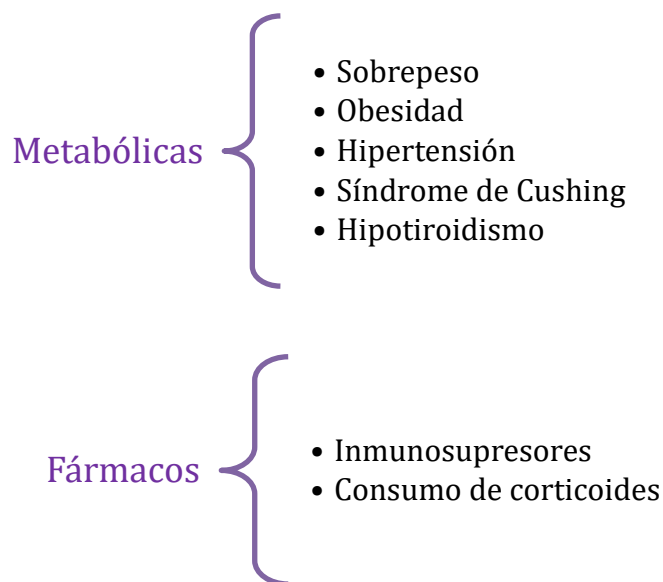 Metabólicas
• Sobrepeso
• Obesidad
• Hipertensión
• Síndrome de Cushing
• Hipotiroidismo
Fármacos
• Inmunosupresores
• Consumo de corticoides